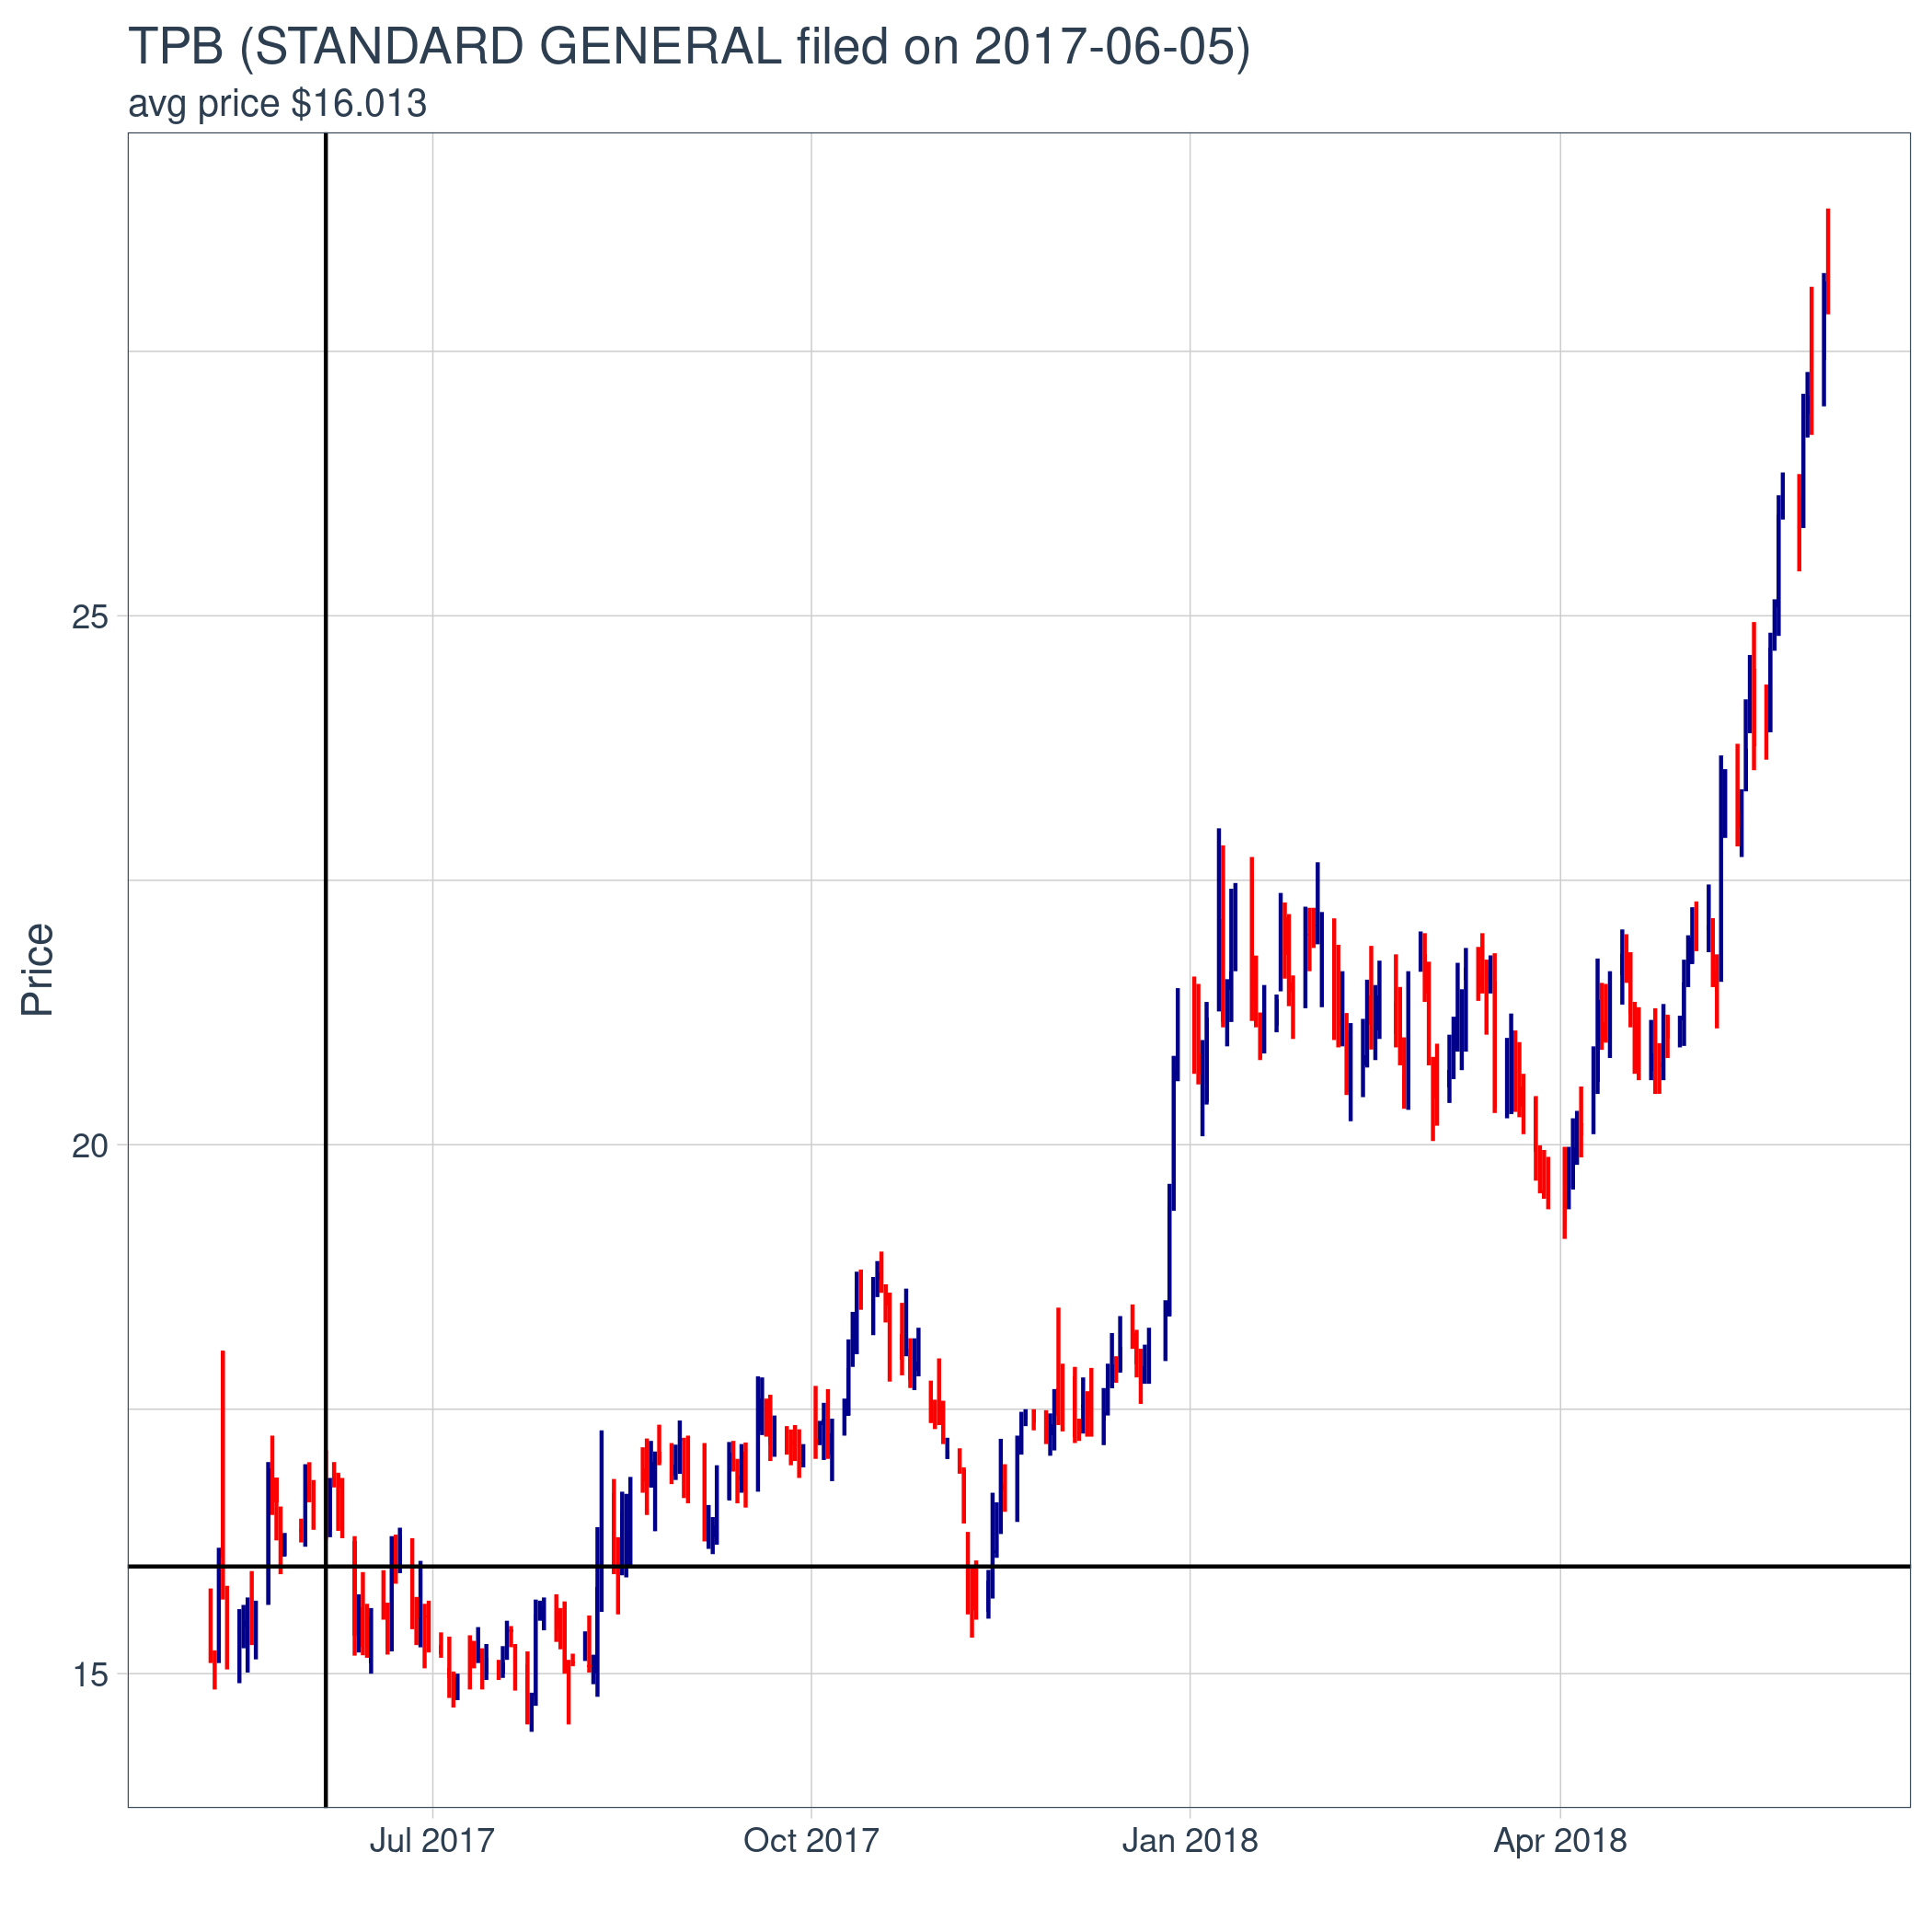 TPB (STANDARD GENERAL filed on 2017-06-05)
avg price $16.013
Price
25
20
15
Jul 2017 Oct 2017 Jan 2018 Apr 2018